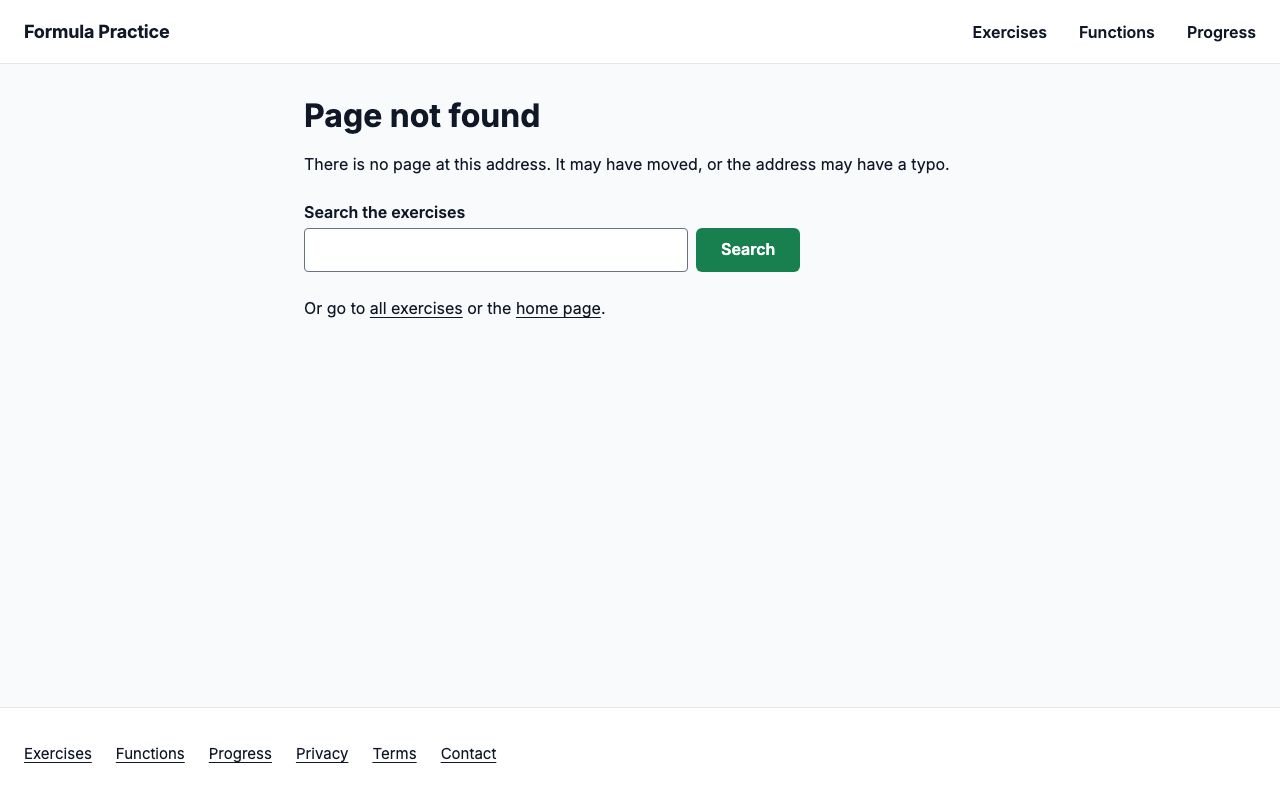 Formula Practice
Exercises Functions Progress
Page not found
There is no page at this address. It may have moved, or the address may have a typo.
Search the exercises
Search
Or go to all exercises or the home page.
Exercises Functions Progress Privacy Terms Contact